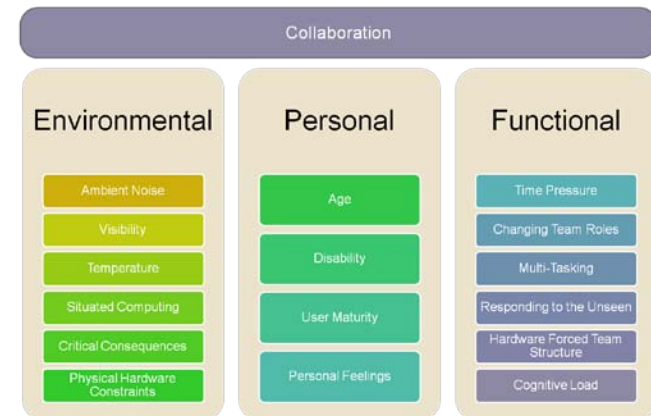 Collaboration
Environmental
Ambient Noise
Visibility
Temperature
Situated Computing
Critical Consequences
Physical Hardware
Constraints
Personal
Age
Disability
User Maturity
Personal Feelings
Functional
Time Pressure
Changing Team Roles
Multi-Tasking
Responding to the Unseen
Hardware Forced Team
Structure
Cognitive Load